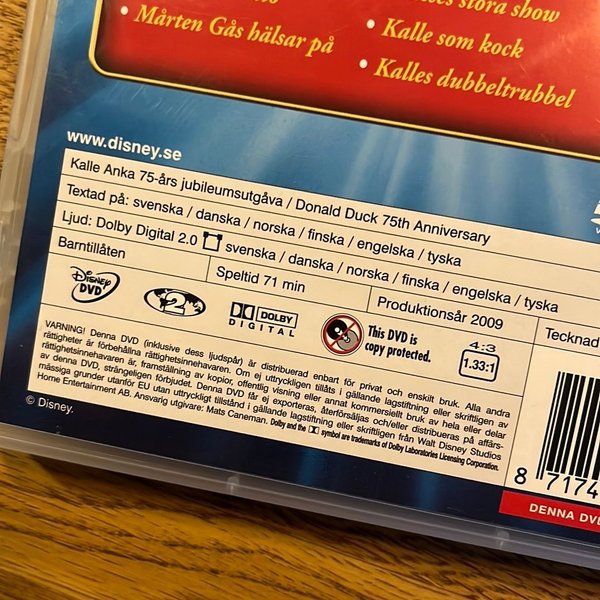 stora show
• Mårten Gås hälsar på
• Kalle som kock
• Kalles dubbeltrubbel
www.disney.se
Kalle Anka 75-års jubileumsutgåva / Donald Duck 75th Anniversary
Textad på: svenska / danska / norska / finska / engelska / tyska
Ljud: Dolby Digital 2.0 svenska / danska / norska / finska / engelska / tyska
Barntillåten
Speltid 71 min
Produktionsår 2009
Tecknad
Disney DVD
2
DOLBY DIGITAL
This DVD is copy protected.
4:3
1.33:1
VARNING! Denna DVD (inklusive dess ljudspår) är distribuerad enbart för privat och enskilt bruk. Alla andra
rättigheter är förbehållna rättighetsinnehavaren. Om ej uttryckligen tillåts i gällande lagstiftning eller skriftligen av
rättighetsinnehavaren, är framställning av kopior, offentlig visning eller annat kommersiellt bruk av hela eller delar
av denna DVD, strängeligen förbjudet. Denna DVD får ej exporteras, återförsäljas och/eller distribueras på affärs-
mässiga grunder utanför EU utan uttryckligt tillstånd i gällande lagstiftning eller skriftligen från Walt Disney Studios
Home Entertainment AB. Ansvarig utgivare: Mats Caneman. Dolby and the symbol are trademarks of Dolby Laboratories Licensing Corporation.
© Disney.
8 7174
DENNA DVD